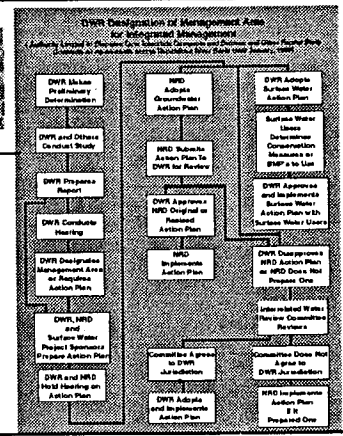 DWR Designation of Management Area
for Integrated Management
DWR Makes
Preliminary
Determination
DWR and Others
Conduct Study
DWR Prepares
Report
DWR Conducts
Hearing
DWR Designates
Management Area
or Requires
Action Plan
DWR, NRD
and
Surface Water
Project Sponsors
Prepare Action Plan
DWR and NRD
Hold Hearing on
Action Plan
NRD
Adopts
Groundwater
Action Plan
NRD Submits
Action Plan To
DWR for Review
DWR Approves
NRD Original or
Revised
Action Plan
NRD
Implements
Action Plan
DWR Adopts
Surface Water
Action Plan
Surface
Water
Users
Determine
Conservation
Measures or
BMP's to Use
DWR Approves
and Implements
Surface Water
Action Plan with
Surface Water Users
DWR Disapproves
NRD Action Plan
or NRD Does Not
Prepare One
Interrelated Water
Review Committee
Reviews
Committee Agrees
to DWR
Jurisdiction
DWR Adopts
and Implements
Action Plan
Committee Does Not
Agree to
DWR Jurisdiction
NRD Implements
Action Plan
If It
Prepared One